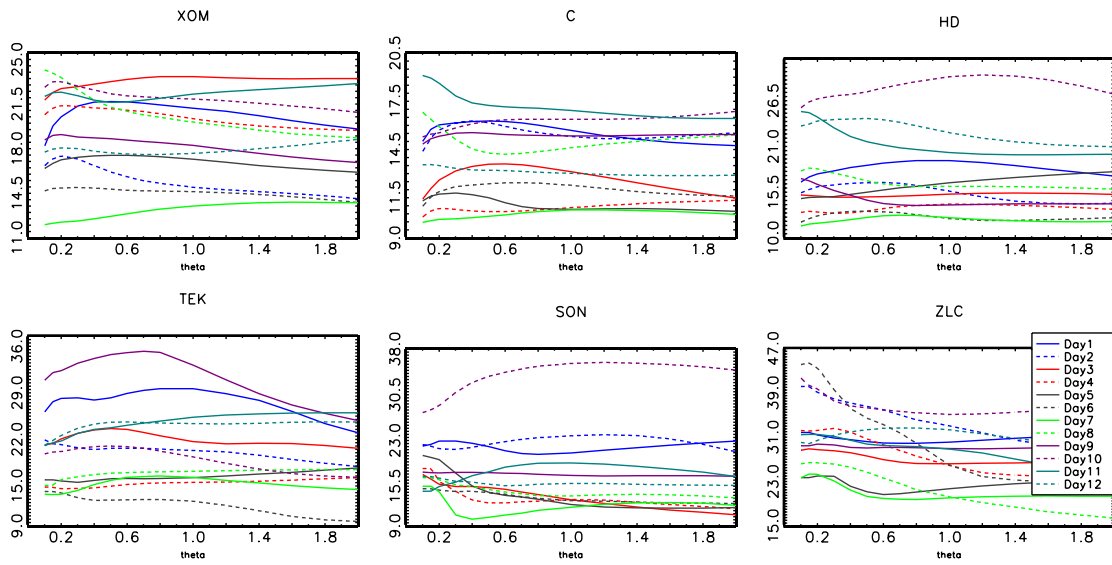 XOM
25.0
21.5
18.0
14.5
11.0
0.2 0.6 1.0 1.4 1.8
theta
C
20.5
17.5
14.5
11.5
9.0
0.2 0.6 1.0 1.4 1.8
theta
HD
26.5
21.0
15.5
10.0
0.2 0.6 1.0 1.4 1.8
theta
TEK
36.0
29.0
22.0
15.0
9.0
0.2 0.6 1.0 1.4 1.8
theta
SON
38.0
30.5
23.0
15.5
9.0
0.2 0.6 1.0 1.4 1.8
theta
ZLC
47.0
39.0
31.0
23.0
15.0
0.2 0.6 1.0 1.4 1.8
theta
Day1
Day2
Day3
Day4
Day5
Day6
Day7
Day8
Day9
Day10
Day11
Day12